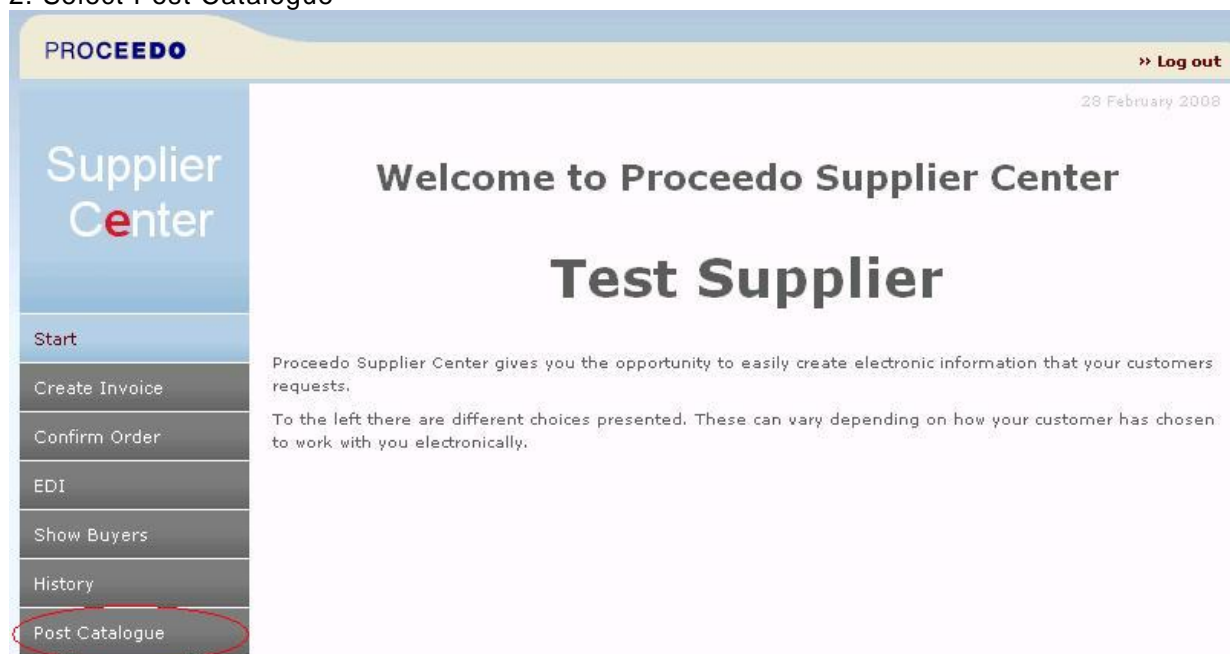 2. Select Post Catalogue
PROCEEDO
» Log out
28 February 2008
Supplier
Center
Welcome to Proceedo Supplier Center
Test Supplier
Start
Create Invoice
Confirm Order
EDI
Show Buyers
History
Post Catalogue
Proceedo Supplier Center gives you the opportunity to easily create electronic information that your customers
requests.
To the left there are different choices presented. These can vary depending on how your customer has chosen
to work with you electronically.